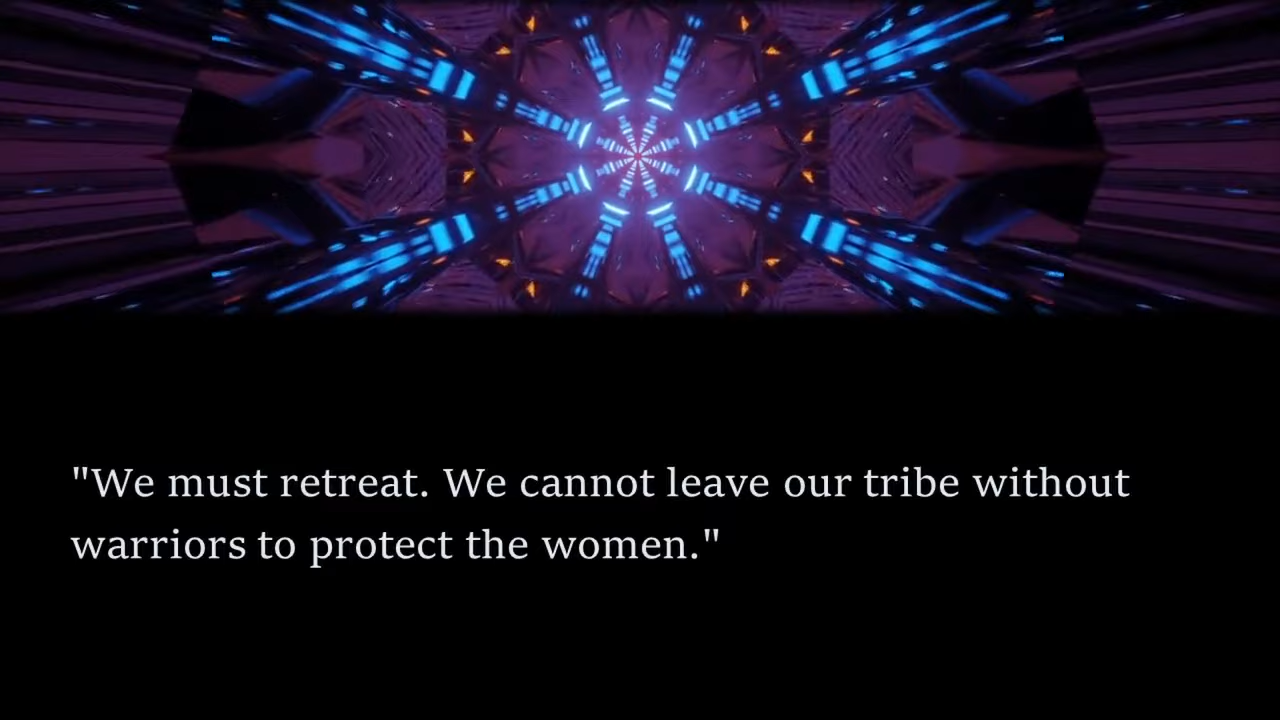 "We must retreat. We cannot leave our tribe without
warriors to protect the women."